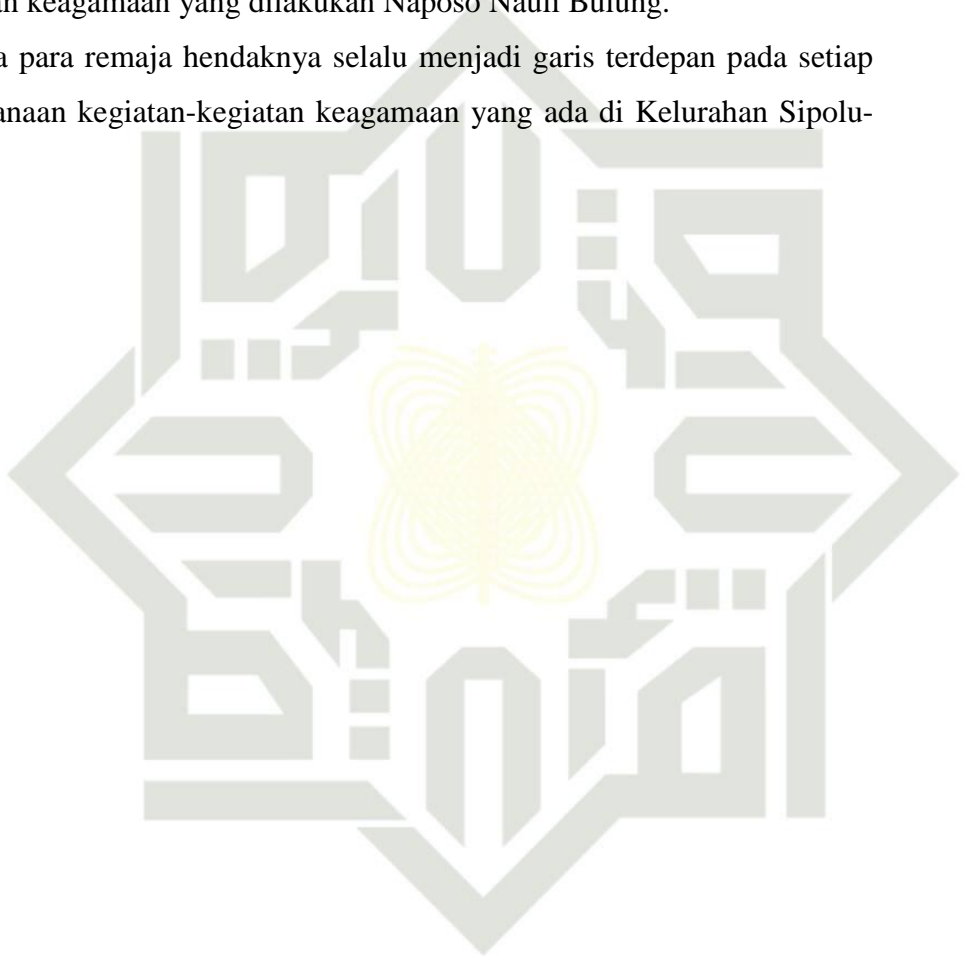 keagamaan yang dilakukan Naposo Nauli Bulung.
para remaja hendaknya selalu menjadi garis terdepan pada setiap
kegiatan-kegiatan keagamaan yang ada di Kelurahan Sipolu-